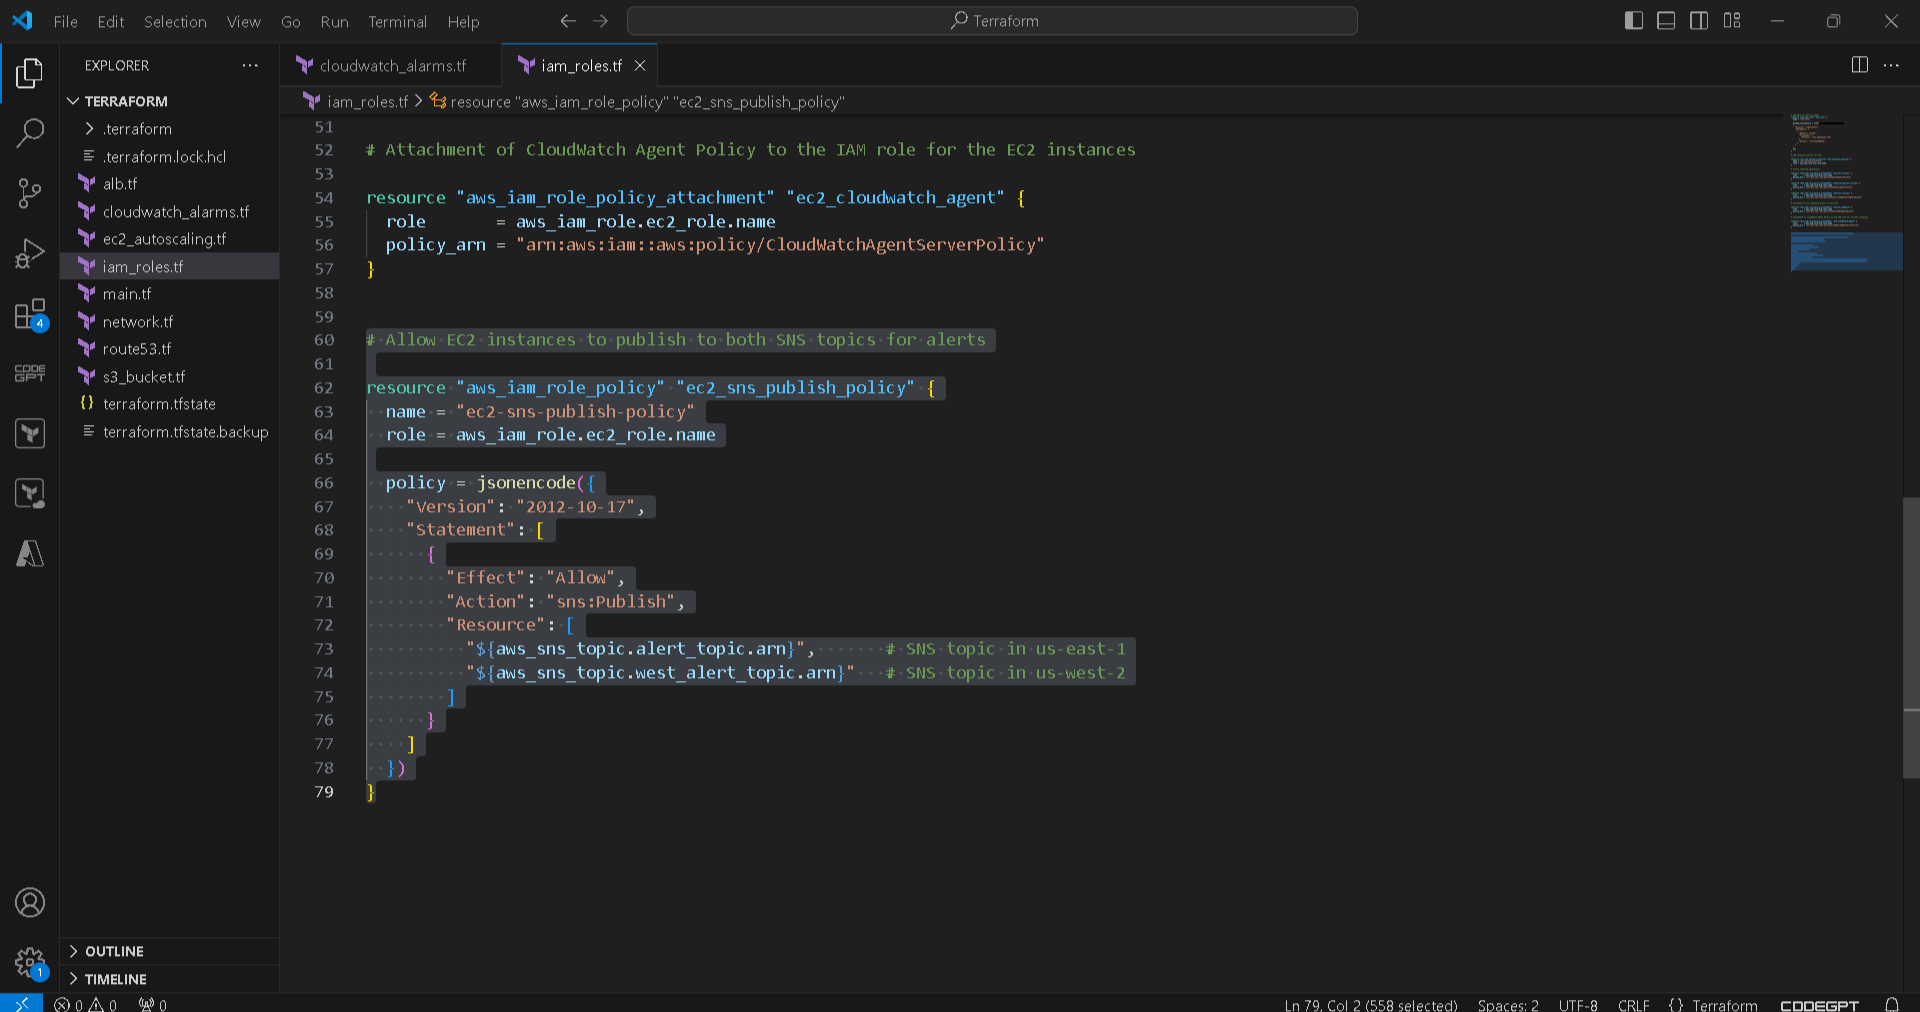 File Edit Selection View Go Run Terminal Help
Terraform
EXPLORER
TERRAFORM
.terraform
.terraform.lock.hcl
alb.tf
cloudwatch_alarms.tf
ec2_autoscaling.tf
iam_roles.tf
main.tf
network.tf
route53.tf
s3_bucket.tf
terraform.tfstate
terraform.tfstate.backup
OUTLINE
TIMELINE
4
CODE
GPT
1
cloudwatch_alarms.tf
iam_roles.tf
iam_roles.tf > resource "aws_iam_role_policy" "ec2_sns_publish_policy"
51
52 # Attachment of CloudWatch Agent Policy to the IAM role for the EC2 instances
53
54 resource "aws_iam_role_policy_attachment" "ec2_cloudwatch_agent" {
55   role       = aws_iam_role.ec2_role.name
56   policy_arn = "arn:aws:iam::aws:policy/CloudWatchAgentServerPolicy"
57 }
58
59
60 # Allow EC2 instances to publish to both SNS topics for alerts
61
62 resource "aws_iam_role_policy" "ec2_sns_publish_policy" {
63   name = "ec2-sns-publish-policy"
64   role = aws_iam_role.ec2_role.name
65
66   policy = jsonencode({
67     "Version": "2012-10-17",
68     "Statement": [
69       {
70         "Effect": "Allow",
71         "Action": "sns:Publish",
72         "Resource": [
73           "${aws_sns_topic.alert_topic.arn}",       # SNS topic in us-east-1
74           "${aws_sns_topic.west_alert_topic.arn}"   # SNS topic in us-west-2
75         ]
76       }
77     ]
78   })
79 }
0 0 0
Ln 79, Col 2 (558 selected) Spaces: 2 UTF-8 CRLF {} Terraform CODEGPT